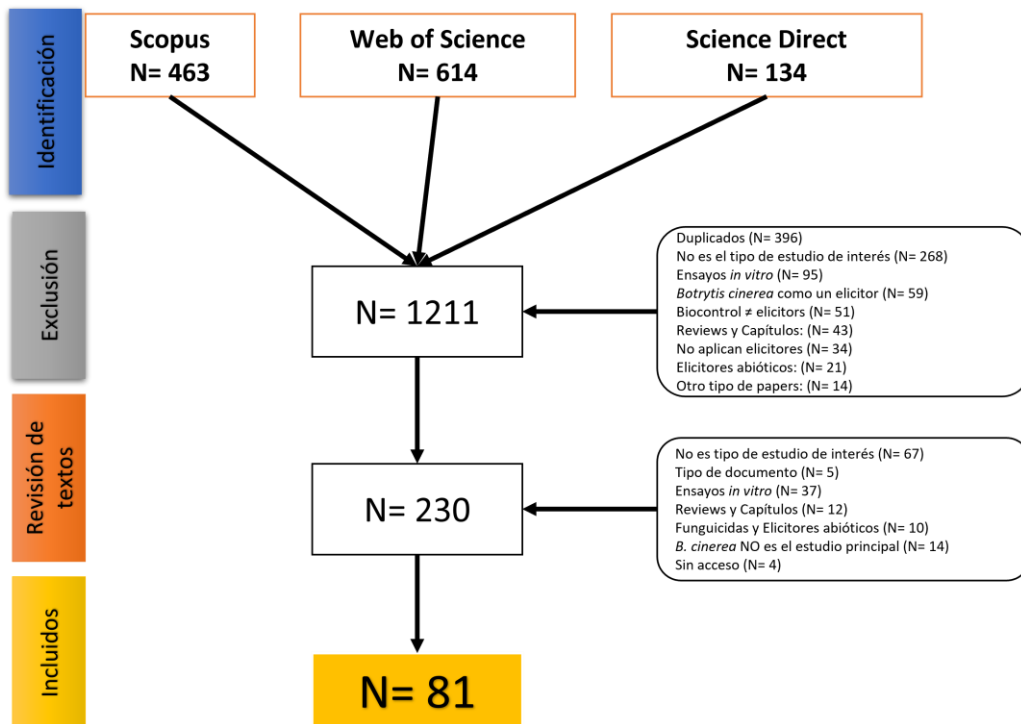 Identificación
Scopus
N= 463
Web of Science
N= 614
Science Direct
N= 134
Exclusión
N= 1211
Duplicados (N= 396)
No es el tipo de estudio de interés (N= 268)
Ensayos in vitro (N= 95)
Botrytis cinerea como un elicitor (N= 59)
Biocontrol ≠ elicitors (N= 51)
Reviews y Capítulos: (N= 43)
No aplican elicitores (N= 34)
Elicitores abióticos: (N= 21)
Otro tipo de papers: (N= 14)
Revisión de
textos
N= 230
No es tipo de estudio de interés (N= 67)
Tipo de documento (N= 5)
Ensayos in vitro (N= 37)
Reviews y Capítulos (N= 12)
Funguicidas y Elicitores abióticos (N= 10)
B. cinerea NO es el estudio principal (N= 14)
Sin acceso (N= 4)
Incluidos
N= 81